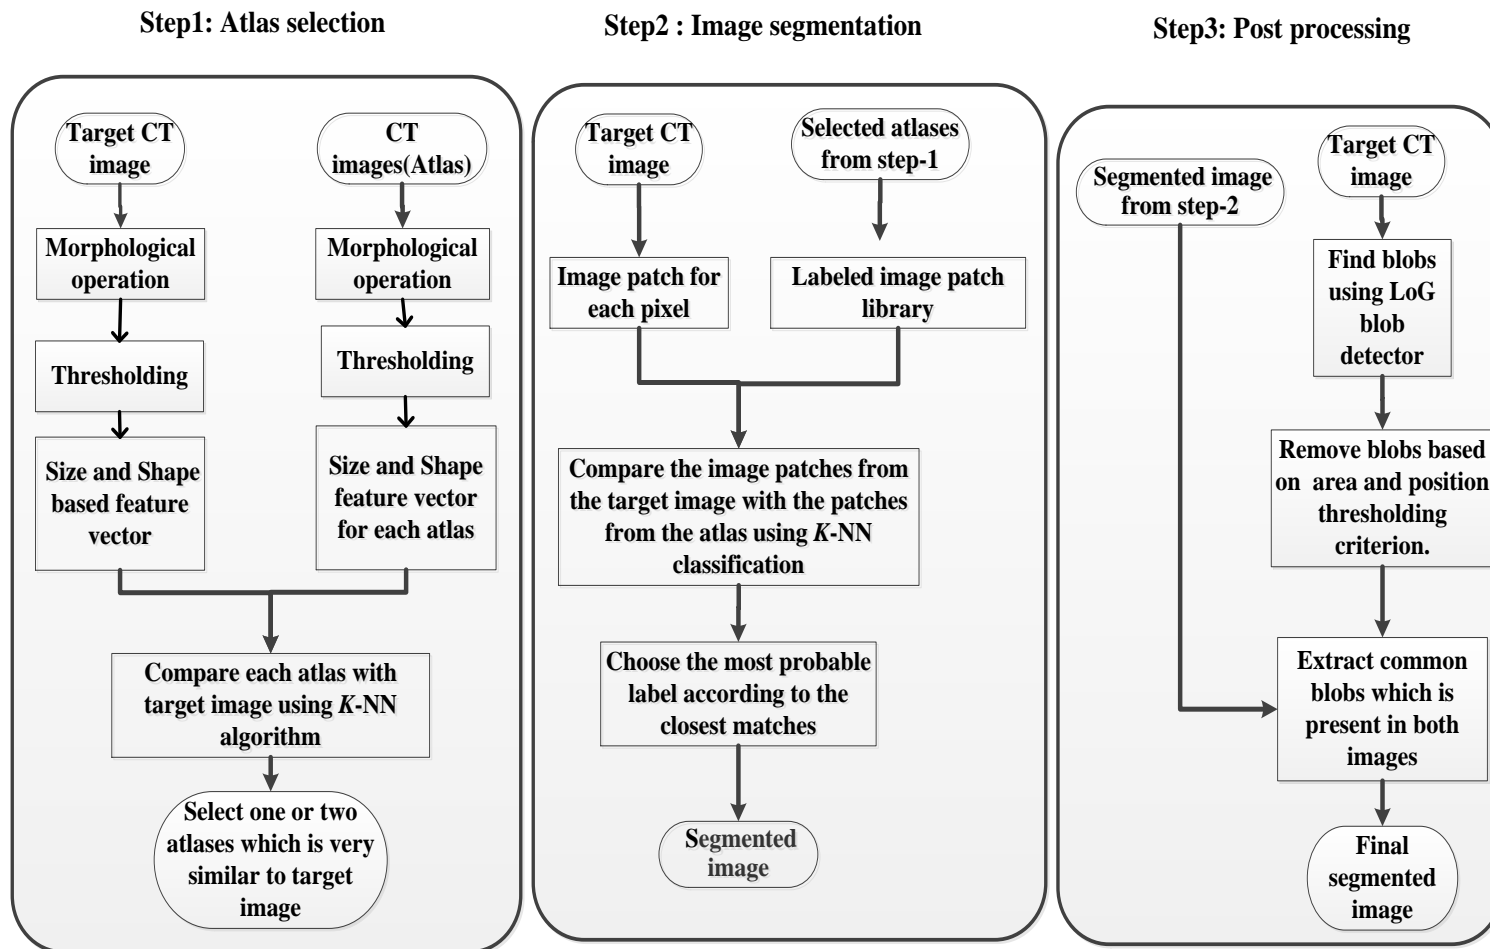 Step1: Atlas selection
Target CT
image
CT
images(Atlas)
Morphological
operation
Morphological
operation
Thresholding
Thresholding
Size and Shape
based feature
vector
Size and Shape
feature vector
for each atlas
Compare each atlas with
target image using K-NN
algorithm
Select one or two
atlases which is very
similar to target
image
Step2 : Image segmentation
Target CT
image
Selected atlases
from step-1
Image patch for
each pixel
Labeled image patch
library
Compare the image patches from
the target image with the patches
from the atlas using K-NN
classification
Choose the most probable
label according to the
closest matches
Segmented
image
Step3: Post processing
Segmented image
from step-2
Target CT
image
Find blobs
using LoG
blob
detector
Remove blobs based
on area and position
thresholding
criterion.
Extract common
blobs which is
present in both
images
Final
segmented
image